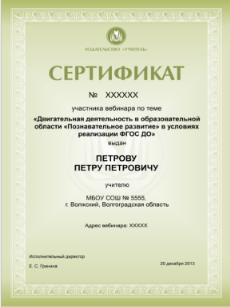 ИЗДАТЕЛЬСТВО «УЧИТЕЛЬ»
СЕРТИФИКАТ
№ XXXXXX
участника вебинара по теме
«Двигательная деятельность в образовательной
области «Познавательное развитие» в условиях
реализации ФГОС ДО»
выдан
ПЕТРОВУ
ПЕТРУ ПЕТРОВИЧУ
учителю
МБОУ СОШ № 5555,
г. Волжский, Волгоградская область
Адрес вебинара: XXXXX
Исполнительный директор
Е. С. Гринина
20 декабря 2013